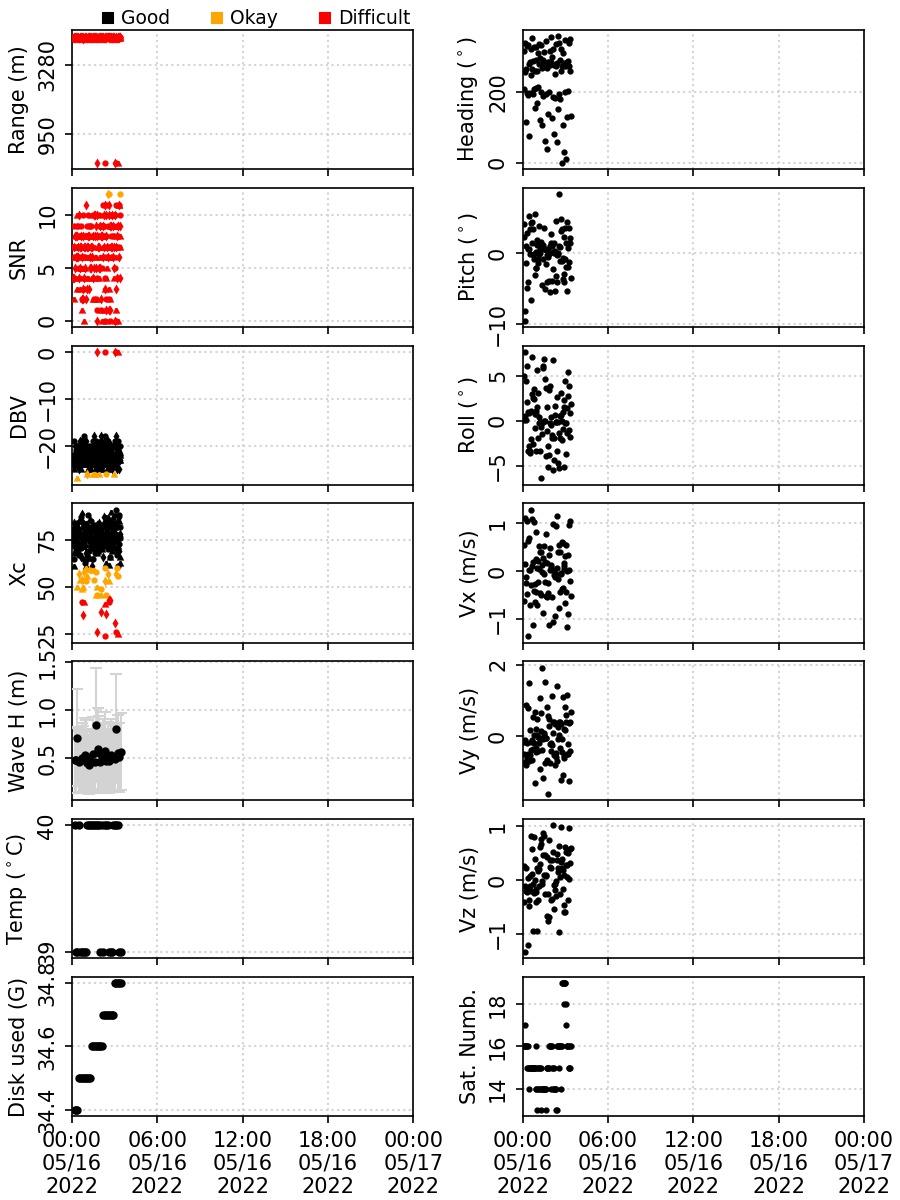 Good Okay Difficult
Range (m)
3280
950
Heading (°)
200
0
SNR
10
5
0
Pitch (°)
0
−10
DBV
0
−10
−20
Roll (°)
5
0
−5
Xc
75
50
25
Vx (m/s)
1
0
−1
Wave H (m)
1.5
1.0
0.5
Vy (m/s)
2
0
Temp (°C)
40
39
Vz (m/s)
1
0
−1
Disk used (G)
34.8
34.6
34.4
Sat. Numb.
18
16
14
00:00 06:00 12:00 18:00 00:00
05/16 05/16 05/16 05/16 05/17
2022 2022 2022 2022 2022
00:00 06:00 12:00 18:00 00:00
05/16 05/16 05/16 05/16 05/17
2022 2022 2022 2022 2022